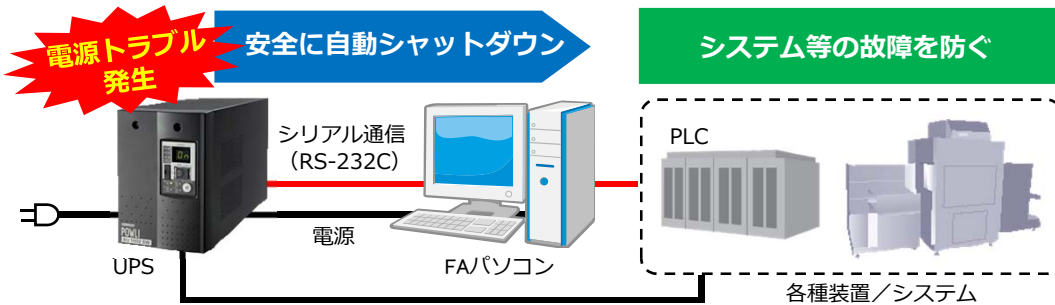 電源トラブル
発生
安全に自動シャットダウン
システム等の故障を防ぐ
シリアル通信
（RS-232C）
PLC
電源
POWLI
UPS
FAパソコン
各種装置／システム